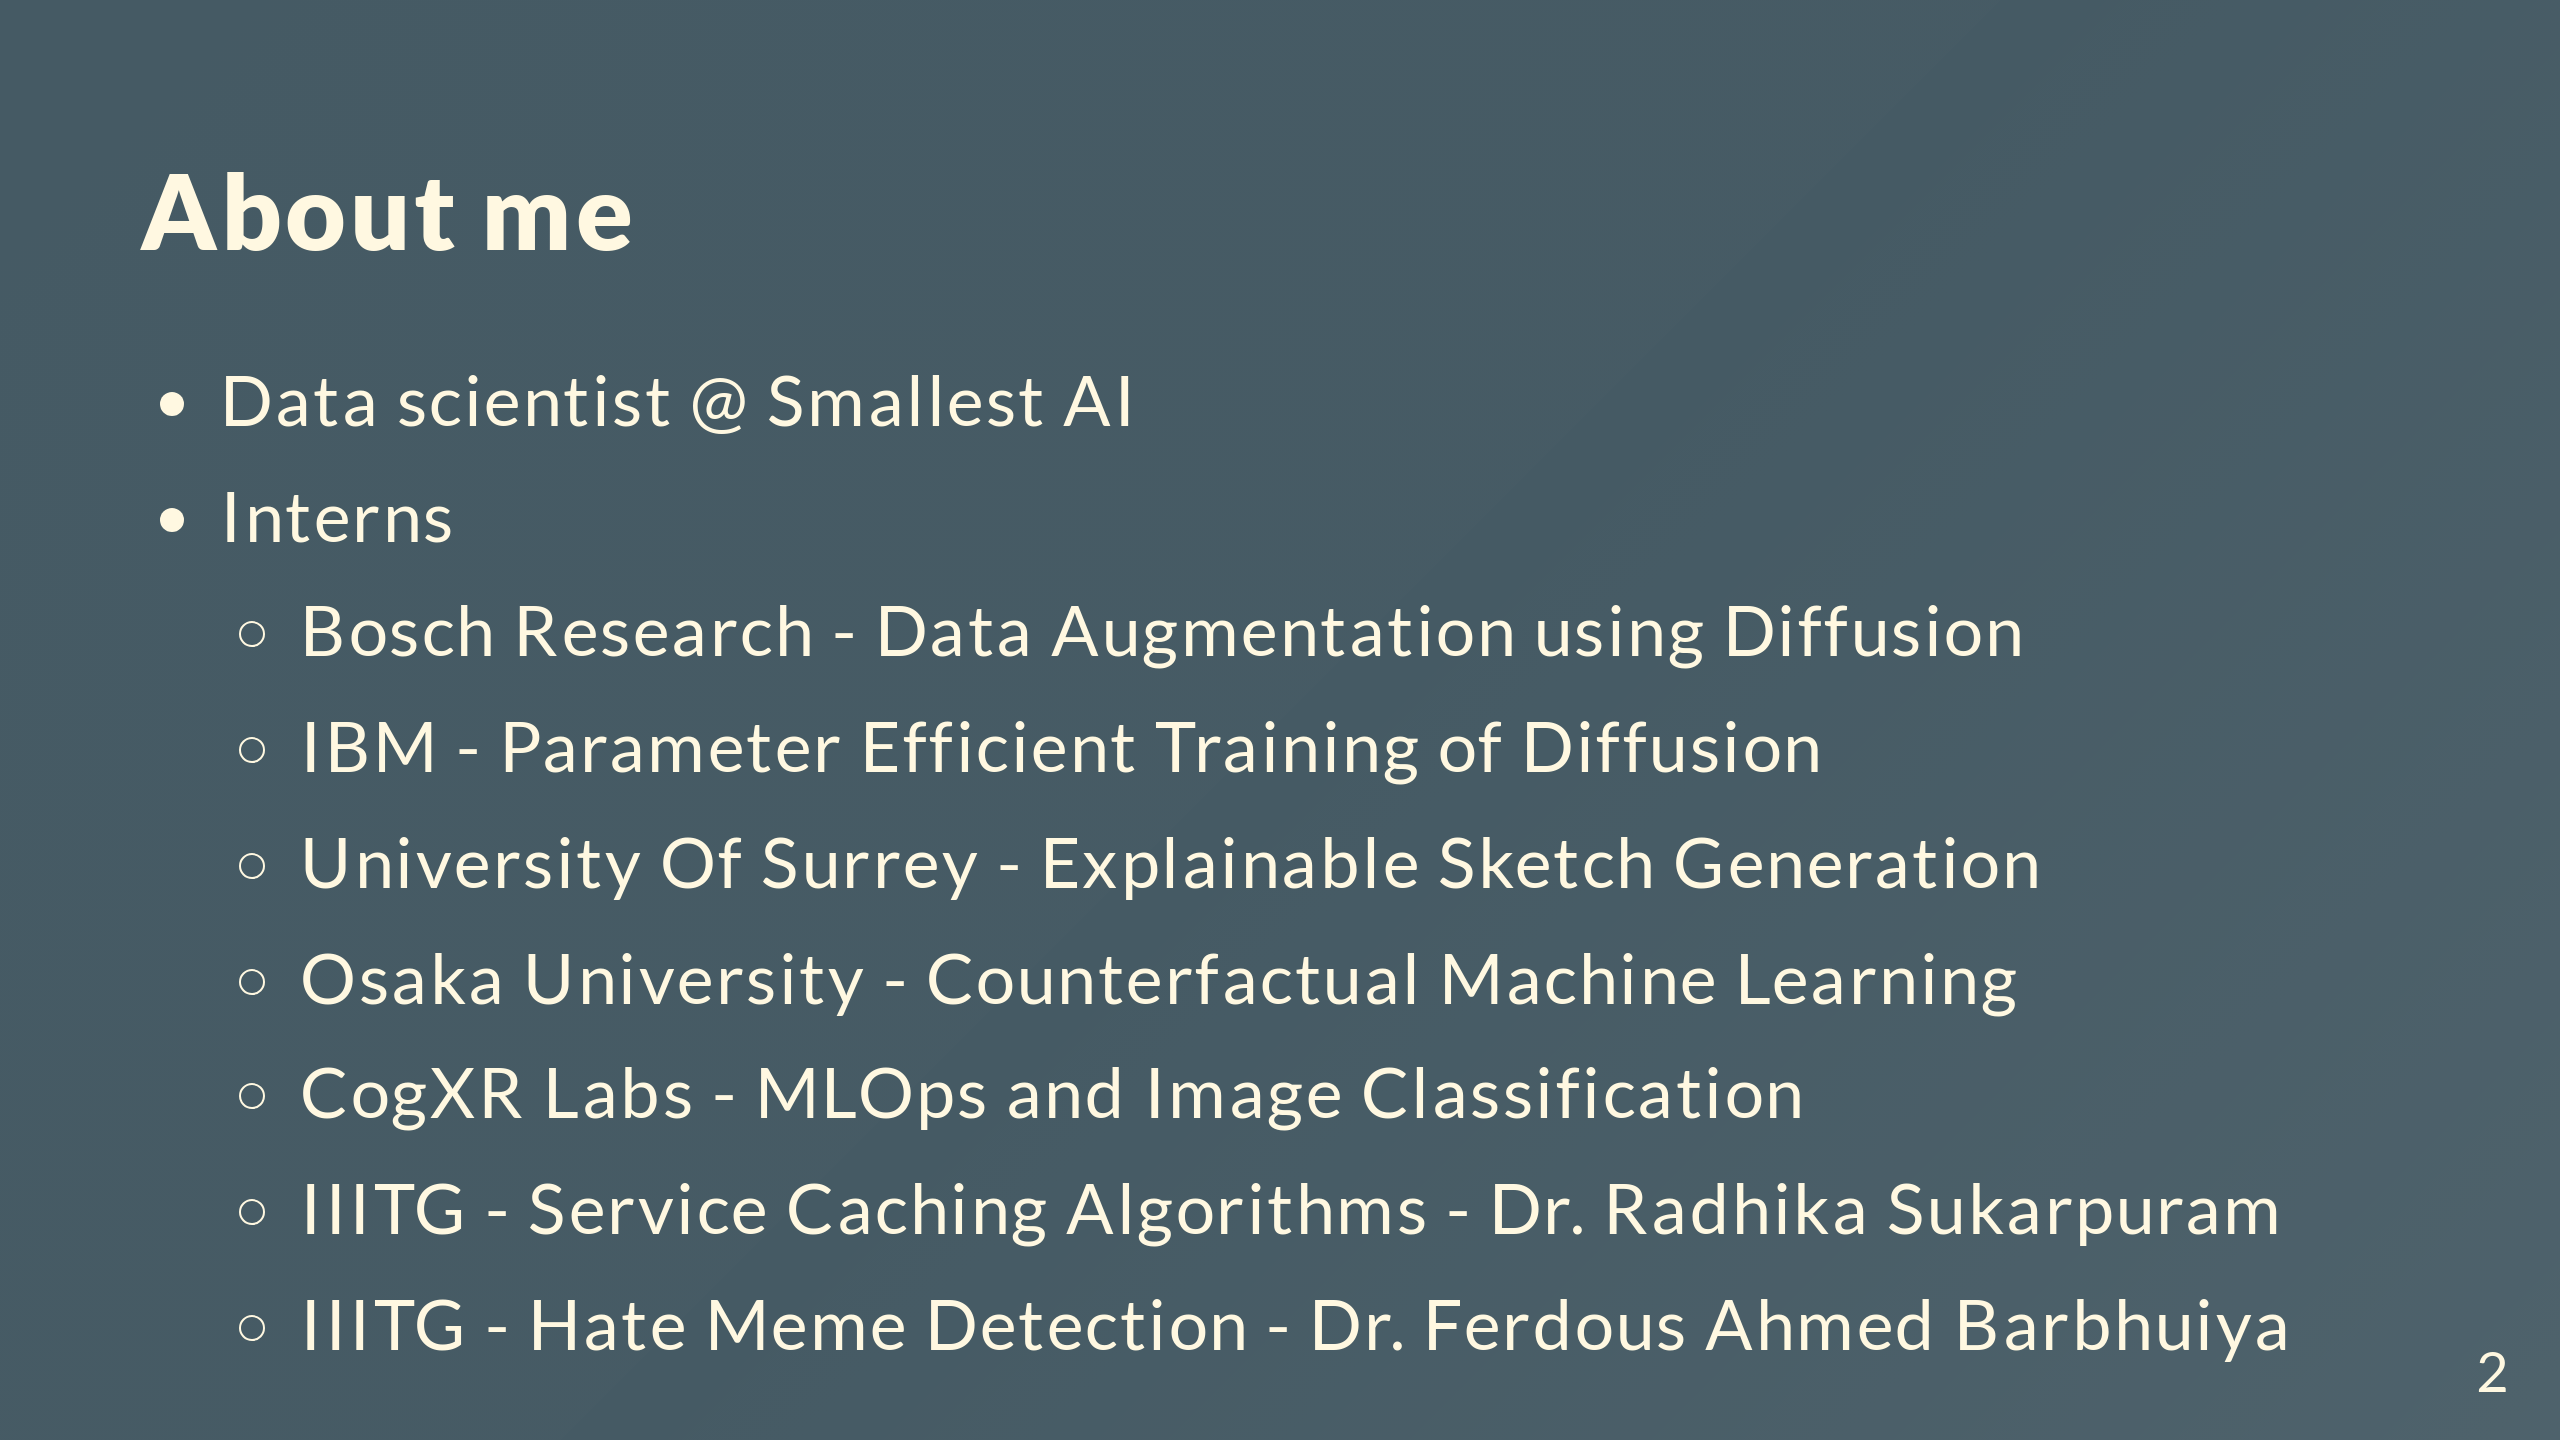 About me
Data scientist @ Smallest AI
Interns
Bosch Research - Data Augmentation using Diffusion
IBM - Parameter Efficient Training of Diffusion
University Of Surrey - Explainable Sketch Generation
Osaka University - Counterfactual Machine Learning
CogXR Labs - MLOps and Image Classification
IIITG - Service Caching Algorithms - Dr. Radhika Sukarpuram
IIITG - Hate Meme Detection - Dr. Ferdous Ahmed Barbhuiya
2